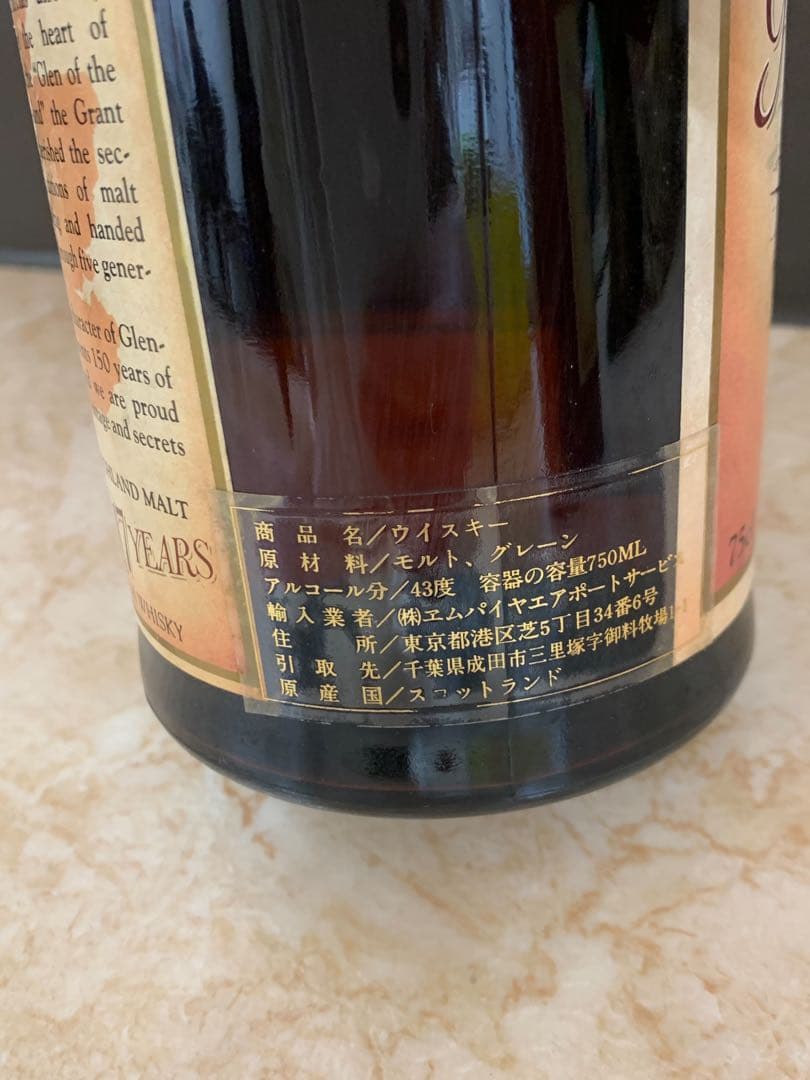 the heart of
"Glen of the
the Grant
the sec-
of malt
and handed
five gener-
of Glen-
150 years of
we are proud
and secrets
MALT
YEARS
WHISKY
商品名/ウイスキー
原材料/モルト、グレーン
アルコール分/43度 容器の容量750ML
輸入業者/㈱エムパイヤエアポートサービス
住所/東京都港区芝5丁目34番6号
引取先/千葉県成田市三里塚字御料牧場1-1
原産国/スコットランド